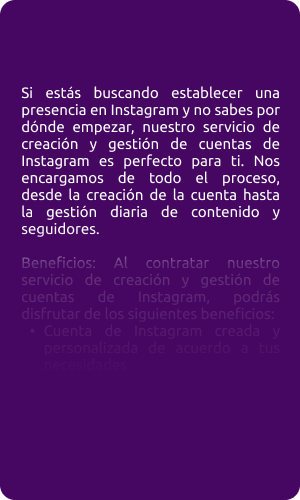 Si estás buscando establecer una
presencia en Instagram y no sabes por
dónde empezar, nuestro servicio de
creación y gestión de cuentas de
Instagram es perfecto para ti. Nos
encargamos de todo el proceso,
desde la creación de la cuenta hasta
la gestión diaria de contenido y
seguidores.
Beneficios: Al contratar nuestro
servicio de creación y gestión de
cuentas de Instagram, podrás
disfrutar de los siguientes beneficios:
• Cuenta de Instagram creada y
personalizada de acuerdo a tus
necesidades.